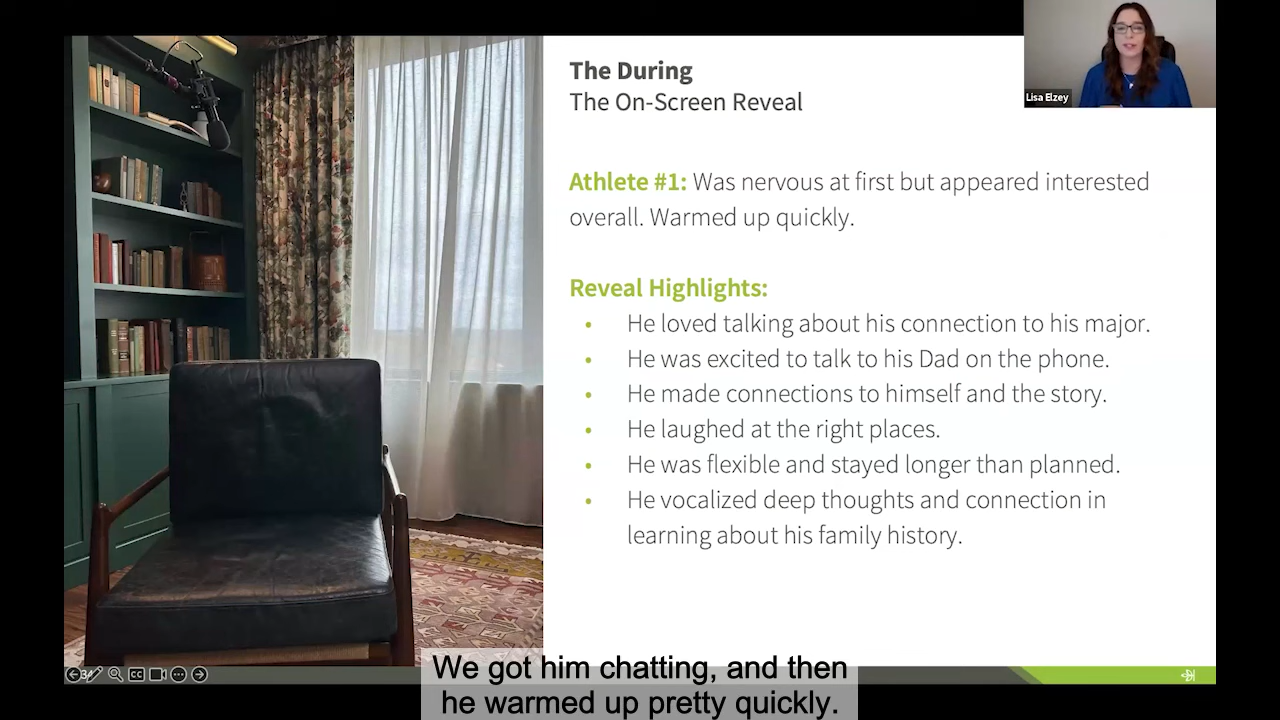 The During
The On-Screen Reveal
Lisa Elzey
Athlete #1: Was nervous at first but appeared interested
overall. Warmed up quickly.
Reveal Highlights:
• He loved talking about his connection to his major.
• He was excited to talk to his Dad on the phone.
• He made connections to himself and the story.
• He laughed at the right places.
• He was flexible and stayed longer than planned.
• He vocalized deep thoughts and connection in
learning about his family history.
34
CC
We got him chatting, and then
he warmed up pretty quickly.